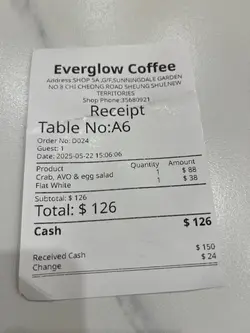 Everglow Coffee
Address:SHOP 5A ,G/F,SUNNINGDALE GARDEN
NO 8 CHI CHEONG ROAD SHEUNG SHUI,NEW
TERRITORIES
Shop Phone:35680921
Receipt
Table No:A6
Order No: D024
Guest: 1
Date: 2025-05-22 15:06:06
Product Quantity Amount
Crab, AVO & egg salad 1 $ 88
Flat White 1 $ 38
Subtotal: $ 126
Total: $ 126
Cash $ 126
Received Cash $ 150
Change $ 24